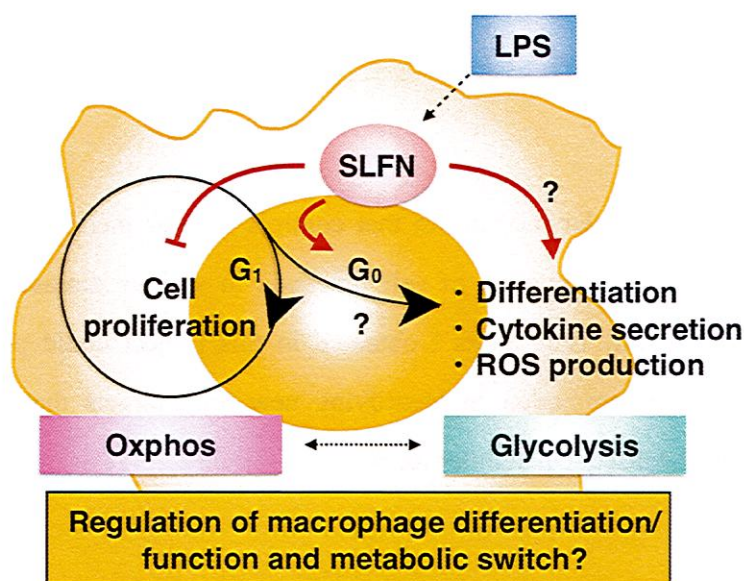 LPS
SLFN
?
G₁
G₀
Cell
proliferation
?
• Differentiation
• Cytokine secretion
• ROS production
Oxphos
Glycolysis
Regulation of macrophage differentiation/
function and metabolic switch?